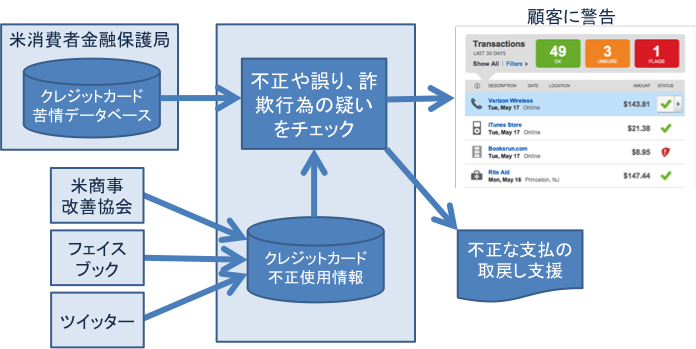 顧客に警告
米消費者金融保護局
クレジットカード
苦情データベース
不正や誤り、詐
欺行為の疑い
をチェック
Transactions
LAST 30 DAYS
Show All | Filters
49
OK
3
UNSURE
1
FLAGS
DESCRIPTION DATE LOCATION AMOUNT STATUS
Verizon Wireless
Tue, May 17 Online
$143.81
iTunes Store
Tue, May 17 Online
$21.38
Booksrun.com
Tue, May 17 Online
$8.95
Rite Aid
Mon, May 16 Princeton, NJ
$147.44
米商事
改善協会
フェイス
ブック
ツイッター
クレジットカード
不正使用情報
不正な支払の
取戻し支援